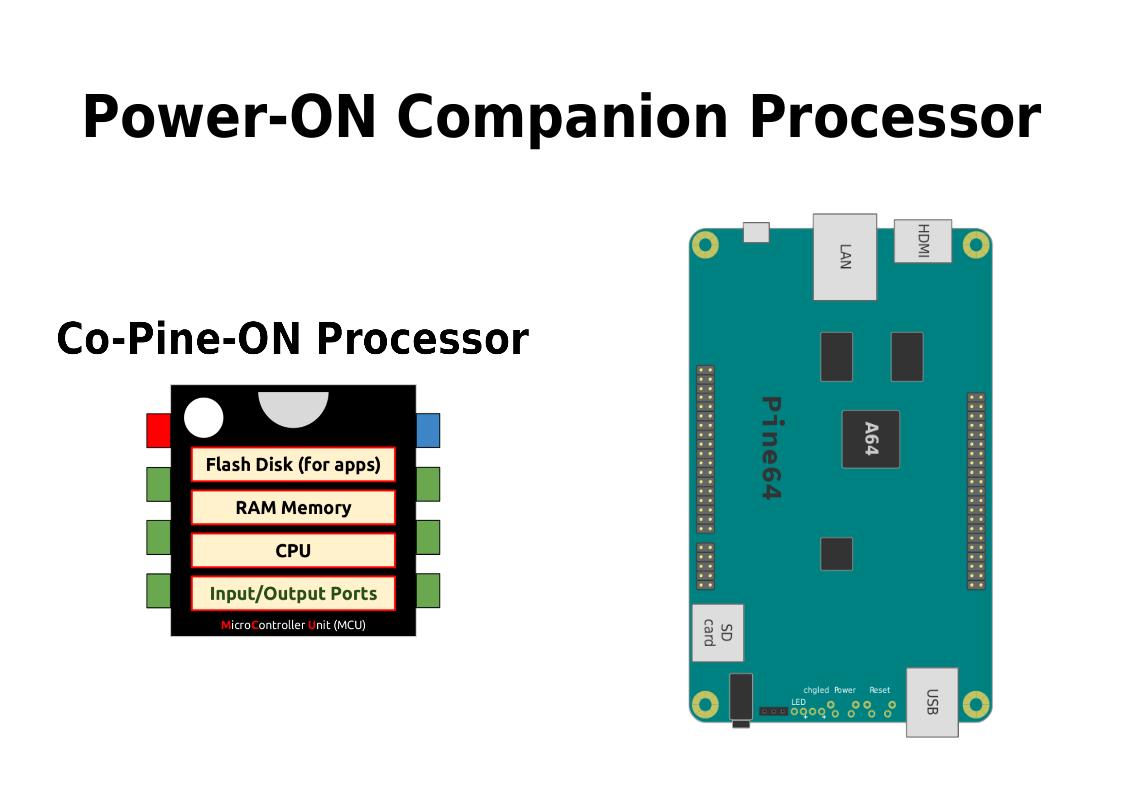 Power-ON Companion Processor
Co-Pine-ON Processor
Flash Disk (for apps)
RAM Memory
CPU
Input/Output Ports
MicroController Unit (MCU)
LAN
HDMI
Pine64
A64
SD
card
chgled Power Reset
LED
+ +
USB